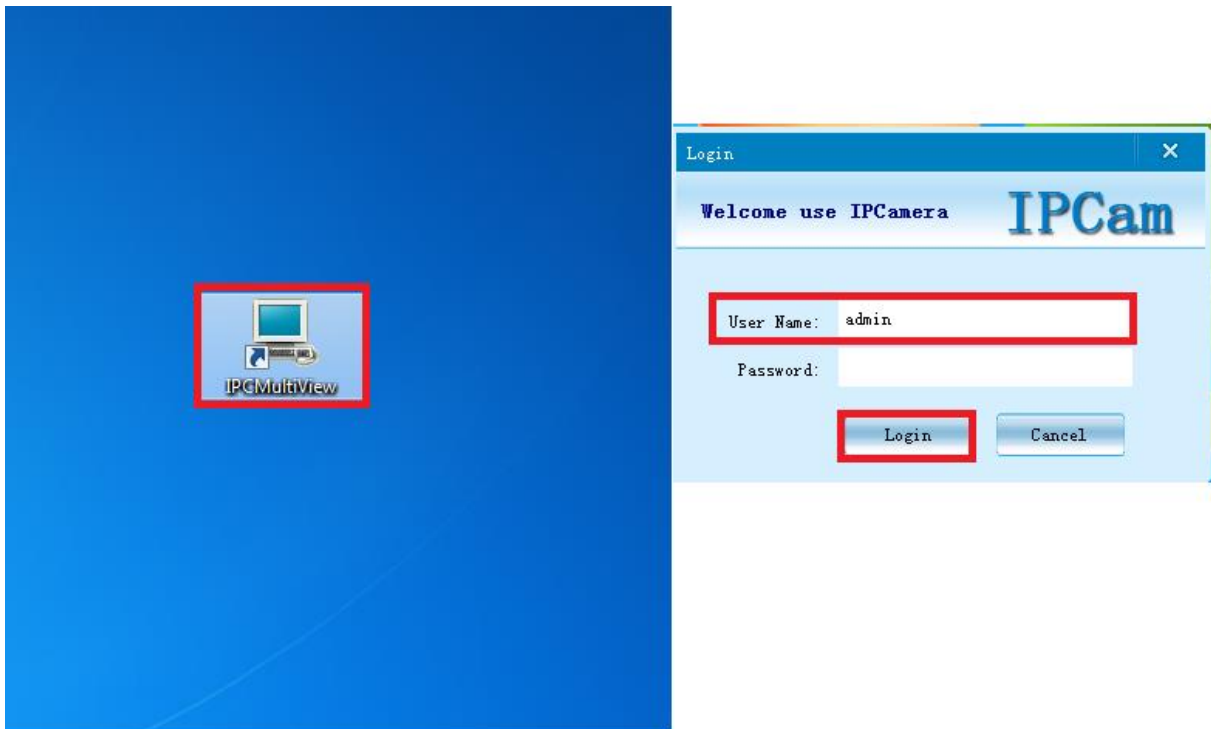 IPCMultiView
Login
Welcome use IPCamera
IPCam
User Name: admin
Password:
Login
Cancel